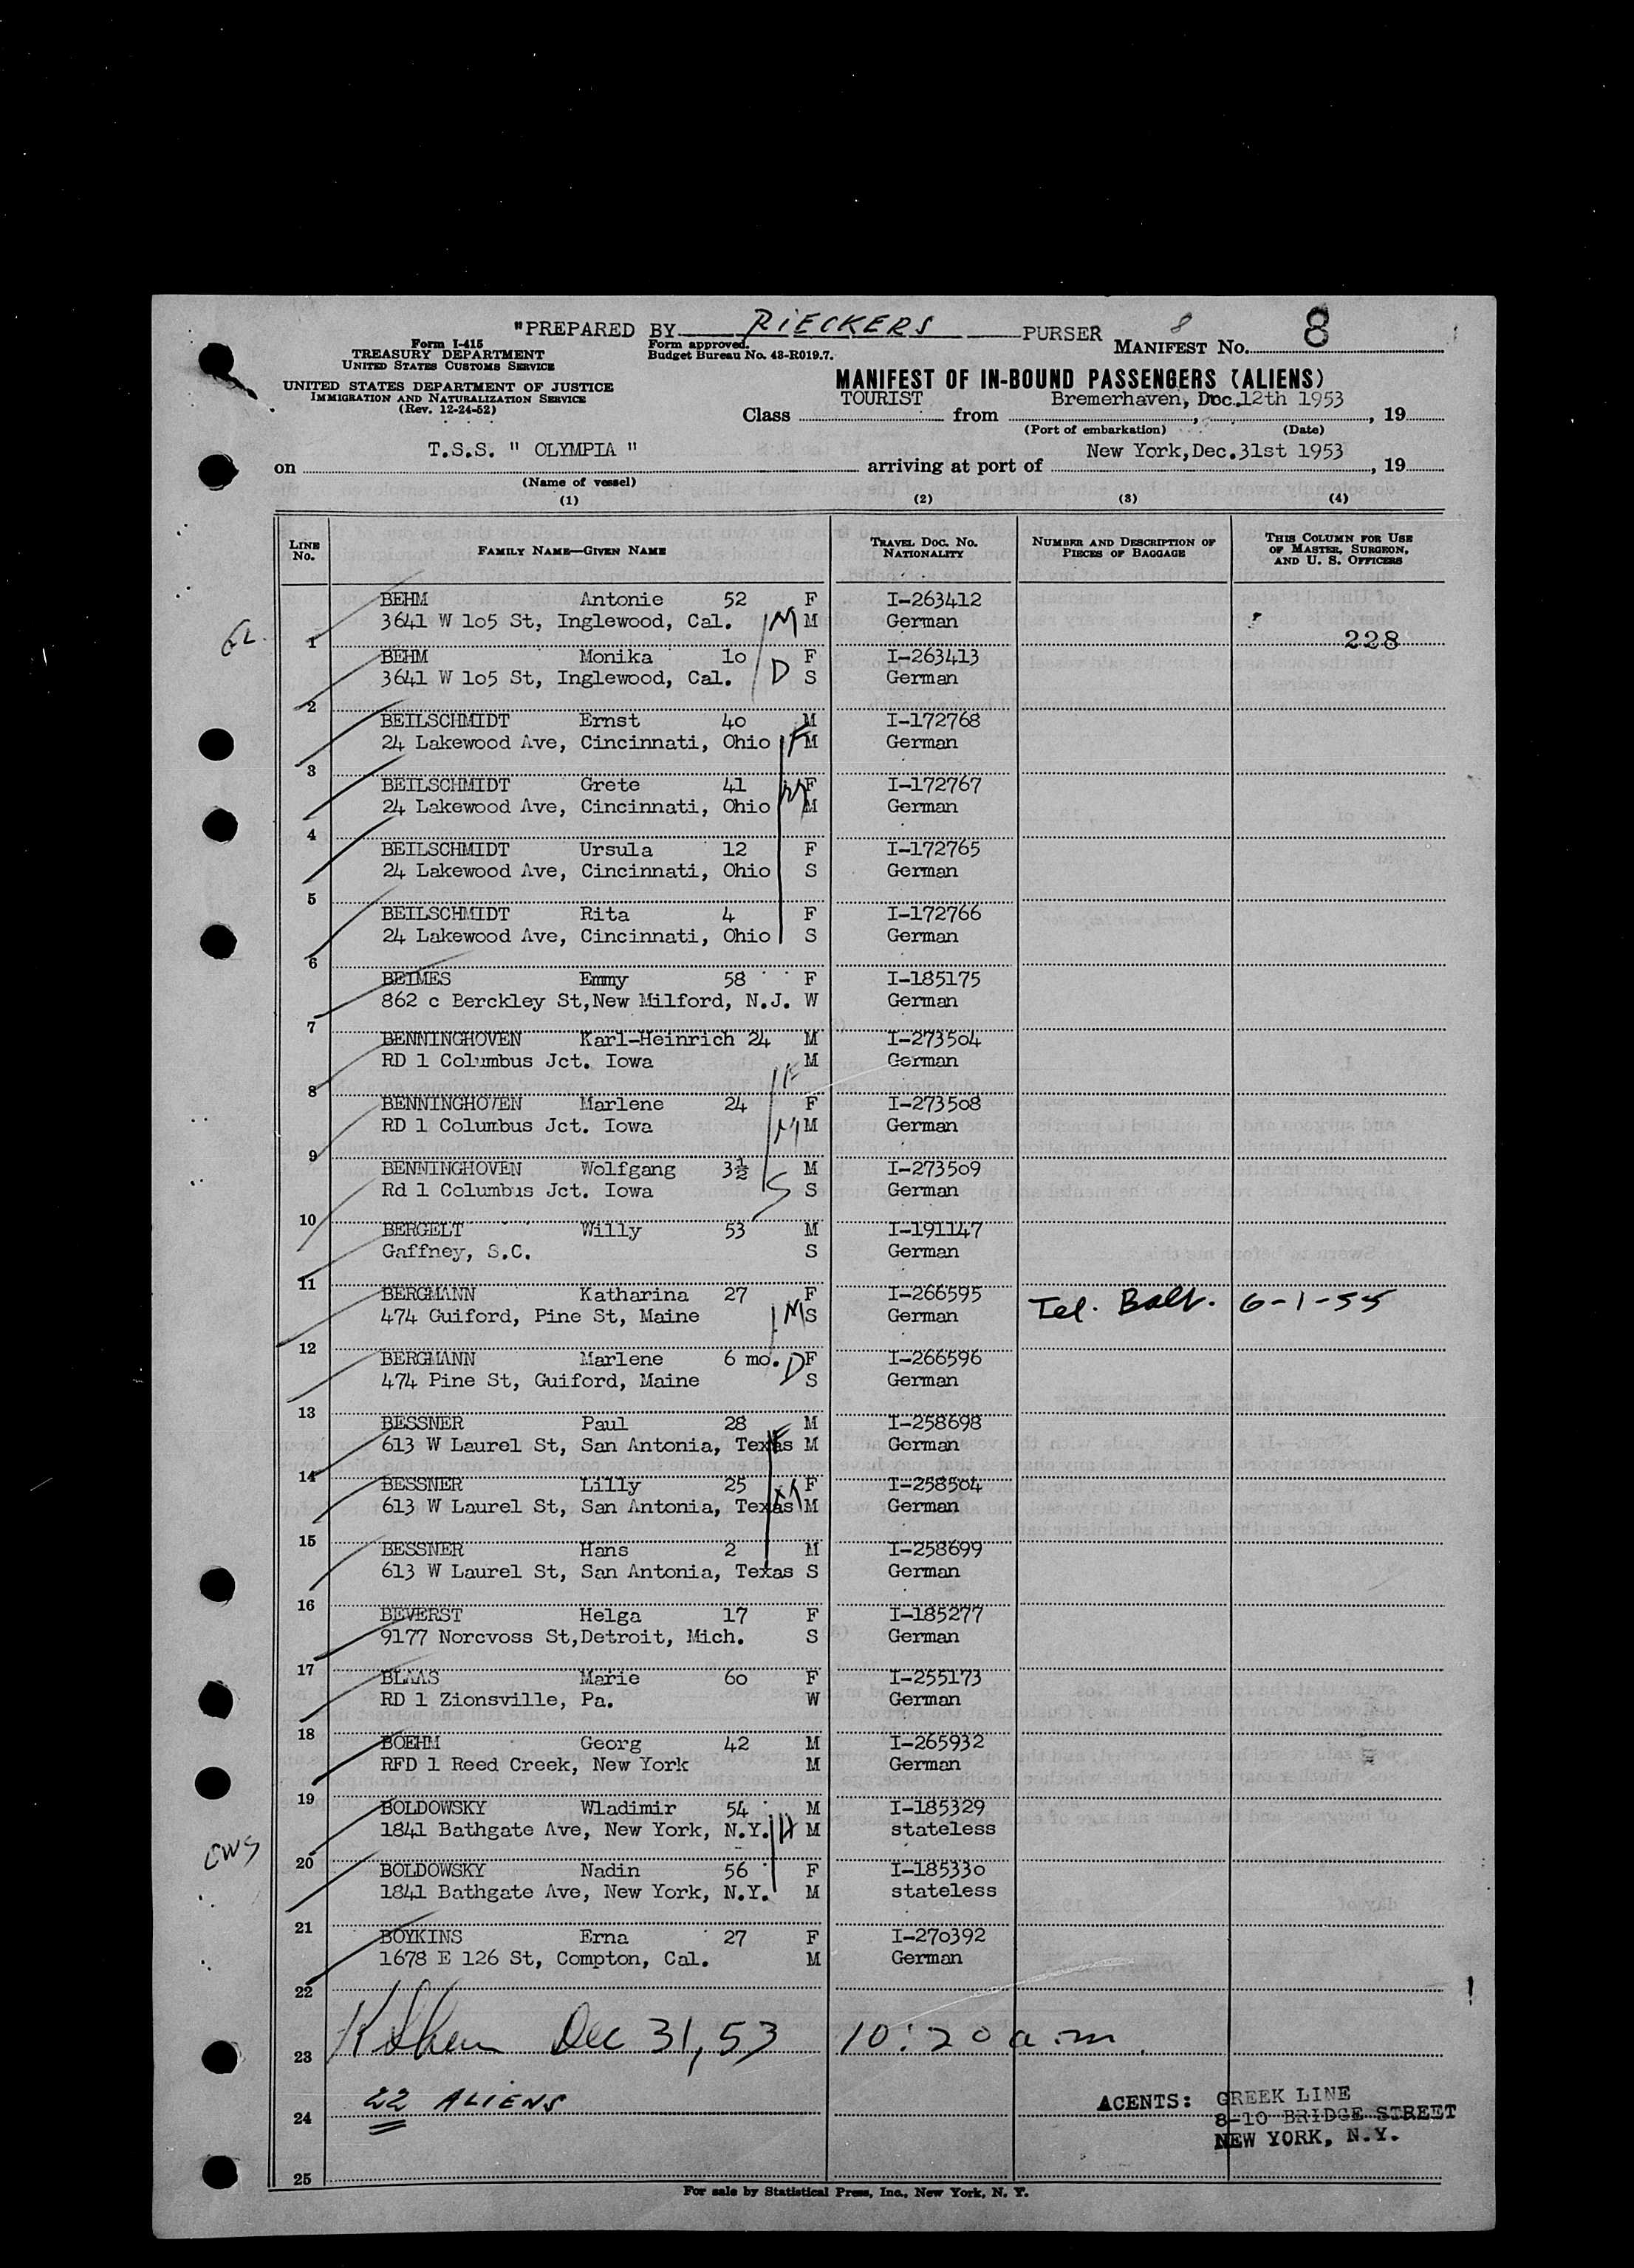 "PREPARED BY RIECKERS PURSER
Form I-415
TREASURY DEPARTMENT
UNITED STATES CUSTOMS SERVICE
UNITED STATES DEPARTMENT OF JUSTICE
IMMIGRATION AND NATURALIZATION SERVICE
(Rev. 12-24-52)
Form approved.
Budget Bureau No. 43-R019.7.
MANIFEST NO. 8 8
MANIFEST OF IN-BOUND PASSENGERS (ALIENS)
Class TOURIST from Bremerhaven, Dec.12th 1953, 19
(Port of embarkation) (Date)
on T.S.S. " OLYMPIA " arriving at port of New York,Dec.31st 1953, 19
(Name of vessel)
(1) (2) (3) (4)
LINE NO. FAMILY NAME—GIVEN NAME TRAVEL DOC. NO. NATIONALITY NUMBER AND DESCRIPTION OF PIECES OF BAGGAGE THIS COLUMN FOR USE OF MASTER, SURGEON, AND U. S. OFFICERS
BEHM Antonie 52 F I-263412
3641 W 1o5 St, Inglewood, Cal. M M German
1 228
BEHM Monika 1o F I-263413
3641 W 1o5 St, Inglewood, Cal. D S German
2
BEILSCHMIDT Ernst 4o M I-172768
24 Lakewood Ave, Cincinnati, Ohio F M German
3
BEILSCHMIDT Grete 41 F I-172767
24 Lakewood Ave, Cincinnati, Ohio M M German
4
BEILSCHMIDT Ursula 12 F I-172765
24 Lakewood Ave, Cincinnati, Ohio S German
5
BEILSCHMIDT Rita 4 F I-172766
24 Lakewood Ave, Cincinnati, Ohio S German
6
BEIMES Emmy 58 F I-185175
862 c Berckley St,New Milford, N.J. W German
7
BENNINGHOVEN Karl-Heinrich 24 M I-2735o4
RD 1 Columbus Jct. Iowa M German
8 F
BENNINGHOVEN Marlene 24 F I-2735o8
RD 1 Columbus Jct. Iowa M M German
9
BENNINGHOVEN Wolfgang 3½ M I-2735o9
Rd 1 Columbus Jct. Iowa S S German
10
BERGELT Willy 53 M I-191147
Gaffney, S.C. S German
11
BERGMANN Katharina 27 F I-266595 Tel. Balt. 6-1-55
474 Guiford, Pine St, Maine M S German
12
BERGMANN Marlene 6 mo. D F I-266596
474 Pine St, Guiford, Maine S German
13
BESSNER Paul 28 M I-258698
613 W Laurel St, San Antonia, Texas F M German
14
BESSNER Lilly 25 F I-2585o4
613 W Laurel St, San Antonia, Texas M M German
15
BESSNER Hans 2 M I-258699
613 W Laurel St, San Antonia, Texas S German
16
BEVERST Helga 17 F I-185277
9177 Norcvoss St,Detroit, Mich. S German
17
BLAAS Marie 6o F I-255173
RD 1 Zionsville, Pa. W German
18
BOEHM Georg 42 M I-265932
RFD 1 Reed Creek, New York M German
19
BOLDOWSKY Wladimir 54 M I-185329
1841 Bathgate Ave, New York, N.Y. H M stateless
CWS
20
BOLDOWSKY Nadin 56 F I-18533o
1841 Bathgate Ave, New York, N.Y. M stateless
21
BOYKINS Erna 27 F I-27o392
1678 E 126 St, Compton, Cal. M German
22
23 Dec 31, 53 10:20 a.m.
24 22 ALIENS
AGENTS: GREEK LINE
8-10 BRIDGE STREET
NEW YORK, N.Y.
25
For sale by Statistical Press, Inc., New York, N. Y.